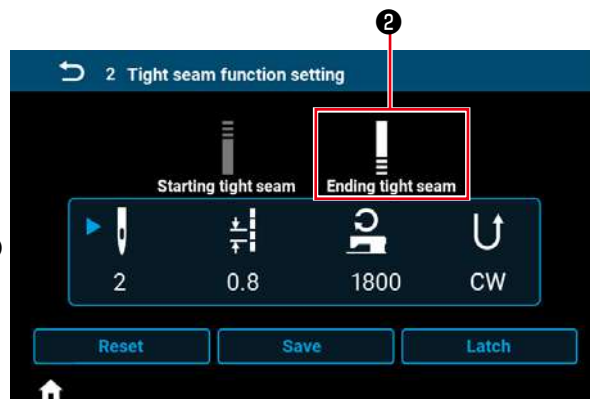 ❷
2 Tight seam function setting
Starting tight seam Ending tight seam
2 0.8 1800 CW
Reset Save Latch